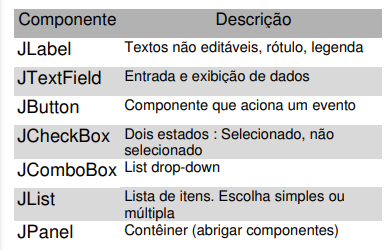 Componente Descrição
JLabel Textos não editáveis, rótulo, legenda
JTextField Entrada e exibição de dados
JButton Componente que aciona um evento
JCheckBox Dois estados : Selecionado, não
selecionado
JComboBox List drop-down
JList Lista de itens. Escolha simples ou
múltipla
JPanel Contêiner (abrigar componentes)